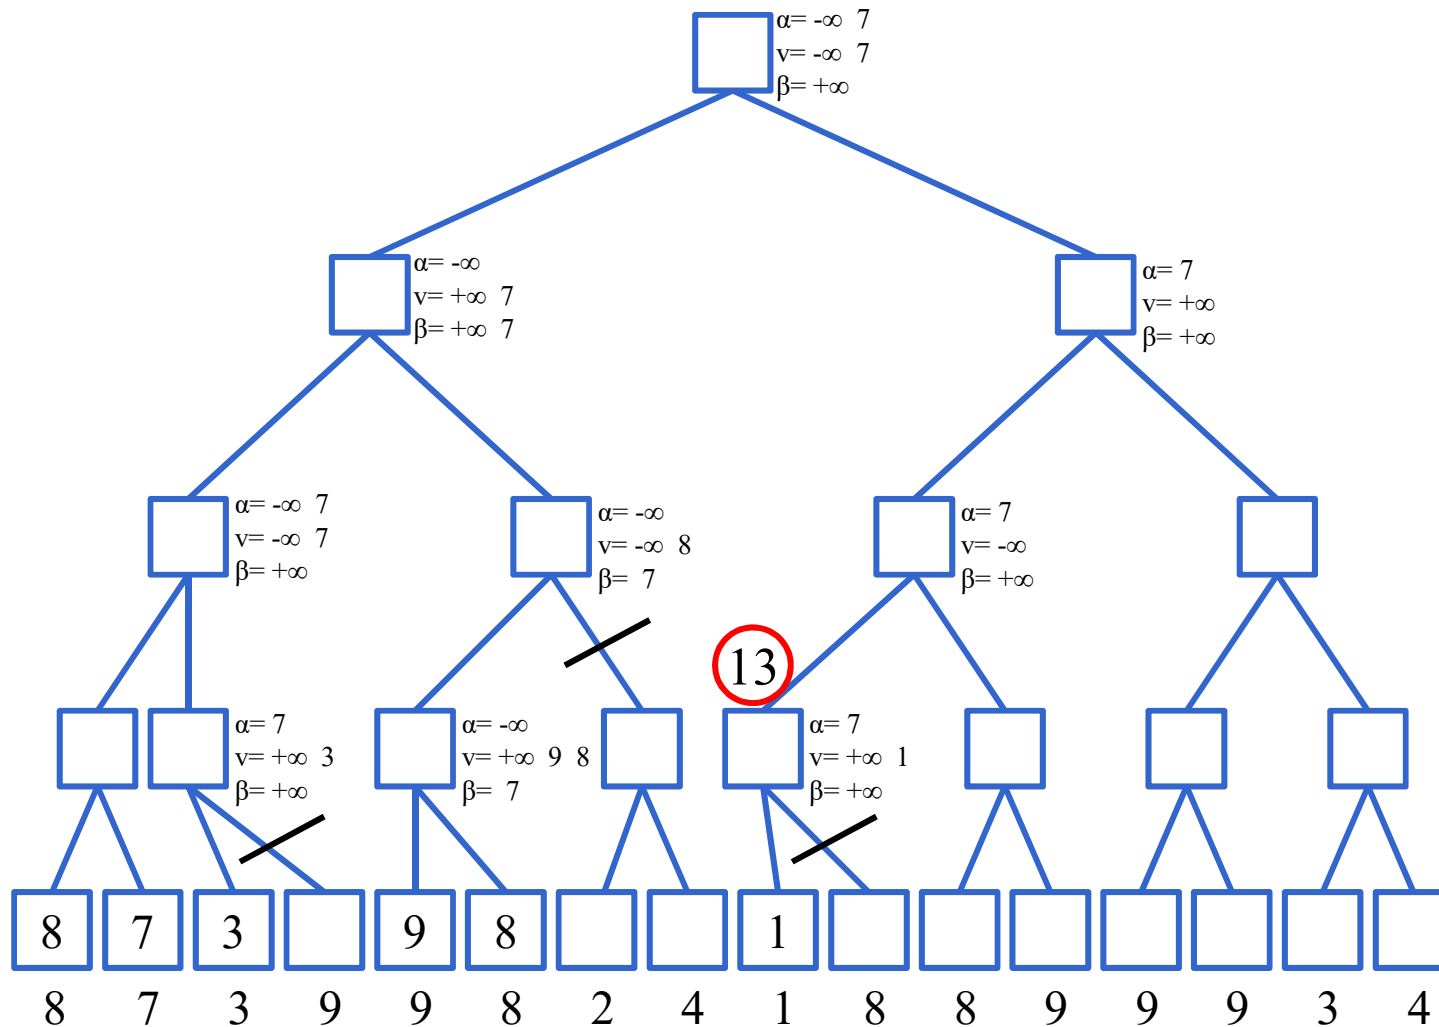 α= -∞ 7
v= -∞ 7
β= +∞
α= -∞
v= +∞ 7
β= +∞ 7
α= 7
v= +∞
β= +∞
α= -∞ 7
v= -∞ 7
β= +∞
α= -∞
v= -∞ 8
β= 7
α= 7
v= -∞
β= +∞
13
α= 7
v= +∞ 3
β= +∞
α= -∞
v= +∞ 9 8
β= 7
α= 7
v= +∞ 1
β= +∞
8 7 3 9 8 1
8 7 3 9 9 8 2 4 1 8 8 9 9 9 3 4